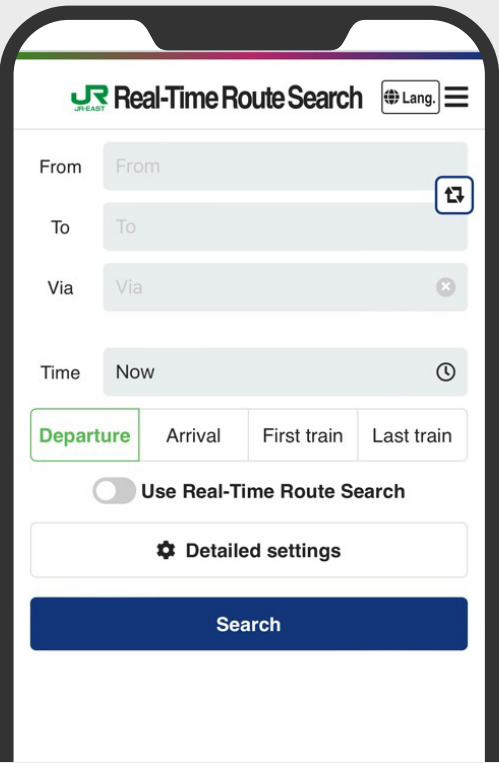 JR JR-EAST Real-Time Route Search Lang.
From From
To To
Via Via
Time Now
Departure Arrival First train Last train
Use Real-Time Route Search
Detailed settings
Search